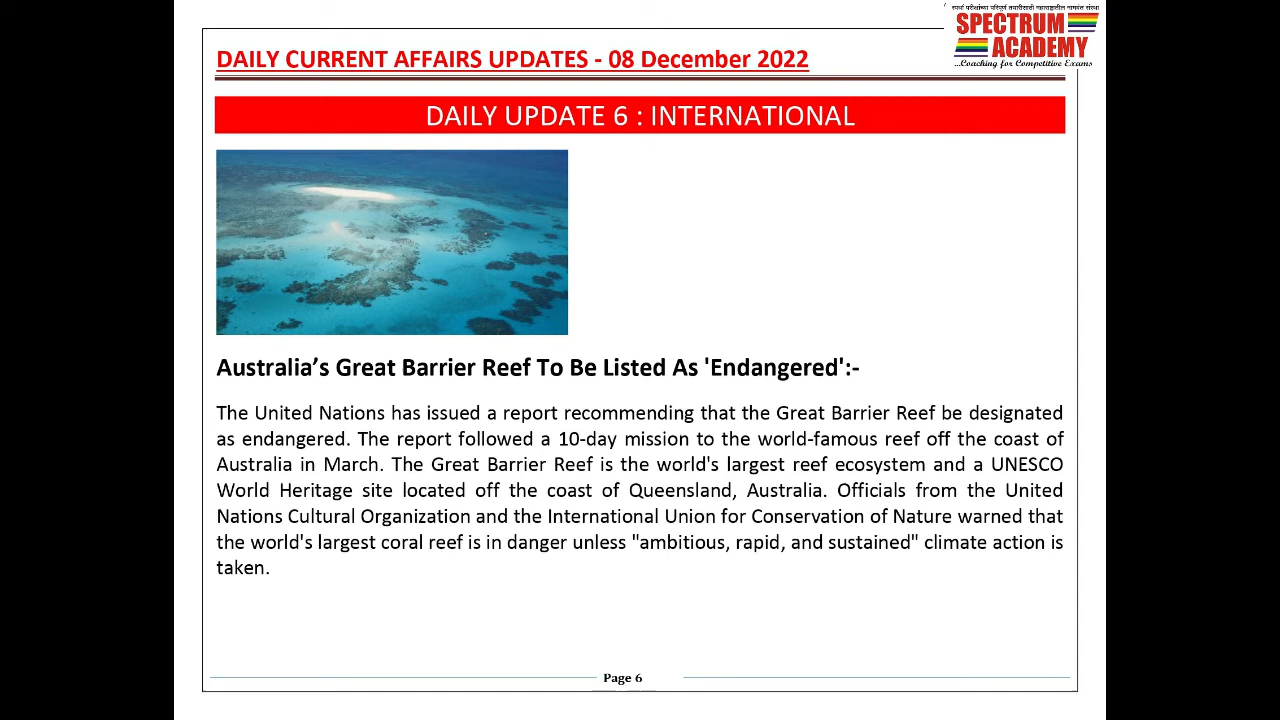 स्पर्धा परीक्षांच्या परिपूर्ण तयारीसाठी महाराष्ट्रातील नामवंत संस्था
SPECTRUM
ACADEMY
...Coaching for Competitive Exams
DAILY CURRENT AFFAIRS UPDATES - 08 December 2022
DAILY UPDATE 6 : INTERNATIONAL
Australia’s Great Barrier Reef To Be Listed As 'Endangered':-
The United Nations has issued a report recommending that the Great Barrier Reef be designated
as endangered. The report followed a 10-day mission to the world-famous reef off the coast of
Australia in March. The Great Barrier Reef is the world's largest reef ecosystem and a UNESCO
World Heritage site located off the coast of Queensland, Australia. Officials from the United
Nations Cultural Organization and the International Union for Conservation of Nature warned that
the world's largest coral reef is in danger unless "ambitious, rapid, and sustained" climate action is
taken.
Page 6